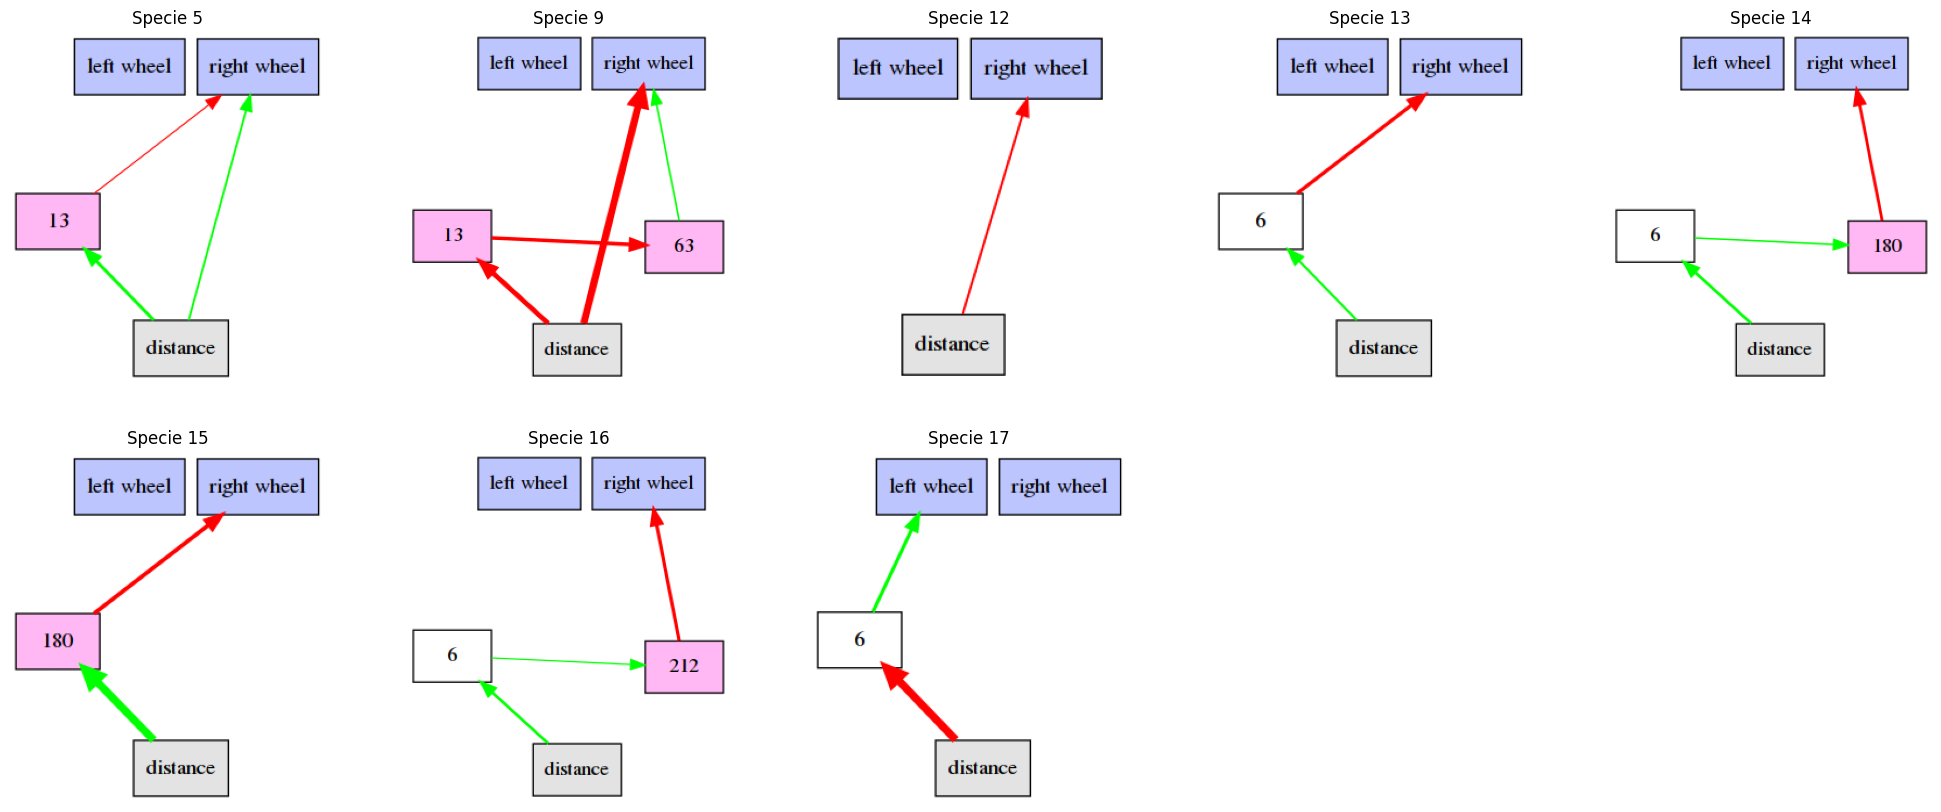 Specie 5
left wheel
right wheel
13
distance
Specie 9
left wheel
right wheel
13
63
distance
Specie 12
left wheel
right wheel
distance
Specie 13
left wheel
right wheel
6
distance
Specie 14
left wheel
right wheel
6
180
distance
Specie 15
left wheel
right wheel
180
distance
Specie 16
left wheel
right wheel
6
212
distance
Specie 17
left wheel
right wheel
6
distance